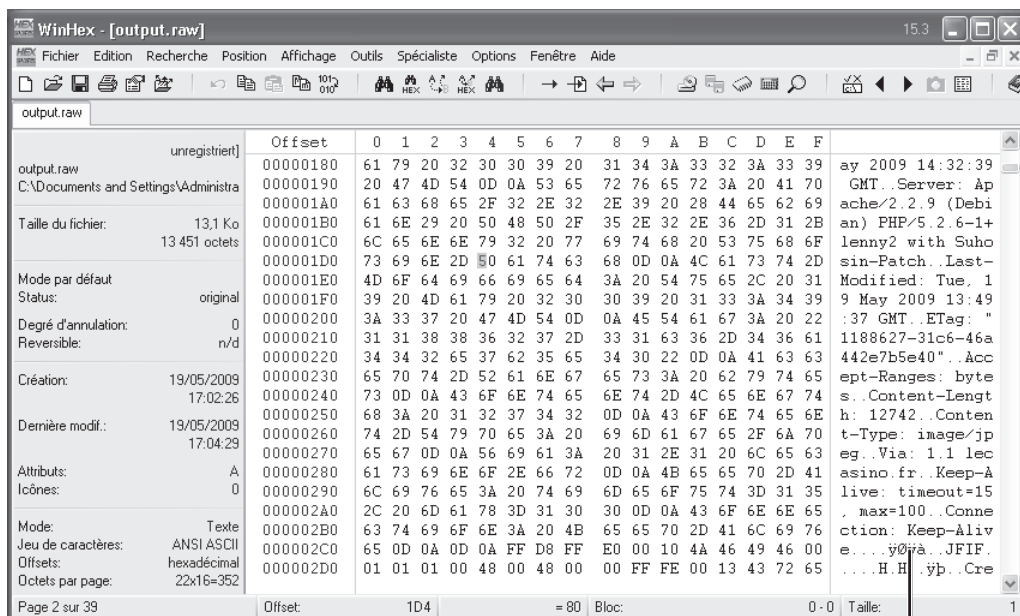 WinHex - [output.raw] 15.3
Fichier Edition Recherche Position Affichage Outils Spécialiste Options Fenêtre Aide
output.raw
unregistriert]
output.raw
C:\Documents and Settings\Administra
Taille du fichier: 13,1 Ko
13 451 octets
Mode par défaut
Status: original
Degré d'annulation: 0
Reversible: n/d
Création: 19/05/2009
17:02:26
Dernière modif.: 19/05/2009
17:04:29
Attributs: A
Icônes: 0
Mode: Texte
Jeu de caractères: ANSI ASCII
Offsets: hexadécimal
Octets par page: 22x16=352
Offset 0 1 2 3 4 5 6 7 8 9 A B C D E F
00000180 61 79 20 32 30 30 39 20 31 34 3A 33 32 3A 33 39 ay 2009 14:32:39
00000190 20 47 4D 54 0D 0A 53 65 72 76 65 72 3A 20 41 70 GMT..Server: Ap
000001A0 61 63 68 65 2F 32 2E 32 2E 39 20 28 44 65 62 69 ache/2.2.9 (Debi
000001B0 61 6E 29 20 50 48 50 2F 35 2E 32 2E 36 2D 31 2B an) PHP/5.2.6-1+
000001C0 6C 65 6E 6E 79 32 20 77 69 74 68 20 53 75 68 6F lenny2 with Suho
000001D0 73 69 6E 2D 50 61 74 63 68 0D 0A 4C 61 73 74 2D sin-Patch..Last-
000001E0 4D 6F 64 69 66 69 65 64 3A 20 54 75 65 2C 20 31 Modified: Tue, 1
000001F0 39 20 4D 61 79 20 32 30 30 39 20 31 33 3A 34 39 9 May 2009 13:49
00000200 3A 33 37 20 47 4D 54 0D 0A 45 54 61 67 3A 20 22 :37 GMT..ETag: "
00000210 31 31 38 38 36 32 37 2D 33 31 63 36 2D 34 36 61 1188627-31c6-46a
00000220 34 34 32 65 37 62 35 65 34 30 22 0D 0A 41 63 63 442e7b5e40"..Acc
00000230 65 70 74 2D 52 61 6E 67 65 73 3A 20 62 79 74 65 ept-Ranges: byte
00000240 73 0D 0A 43 6F 6E 74 65 6E 74 2D 4C 65 6E 67 74 s..Content-Lengt
00000250 68 3A 20 31 32 37 34 32 0D 0A 43 6F 6E 74 65 6E h: 12742..Conten
00000260 74 2D 54 79 70 65 3A 20 69 6D 61 67 65 2F 6A 70 t-Type: image/jp
00000270 65 67 0D 0A 56 69 61 3A 20 31 2E 31 20 6C 65 63 eg..Via: 1.1 lec
00000280 61 73 69 6E 6F 2E 66 72 0D 0A 4B 65 65 70 2D 41 asino.fr..Keep-A
00000290 6C 69 76 65 3A 20 74 69 6D 65 6F 75 74 3D 31 35 live: timeout=15
000002A0 2C 20 6D 61 78 3D 31 30 30 0D 0A 43 6F 6E 6E 65 , max=100..Conne
000002B0 63 74 69 6F 6E 3A 20 4B 65 65 70 2D 41 6C 69 76 ction: Keep-Aliv
000002C0 65 0D 0A 0D 0A FF D8 FF E0 00 10 4A 46 49 46 00 e....ÿØÿà..JFIF.
000002D0 01 01 01 00 48 00 48 00 00 FF FE 00 13 43 72 65 ....H.H..ÿþ..Cre
Page 2 sur 39 Offset: 1D4 = 80 Bloc: 0 - 0 Taille: 1